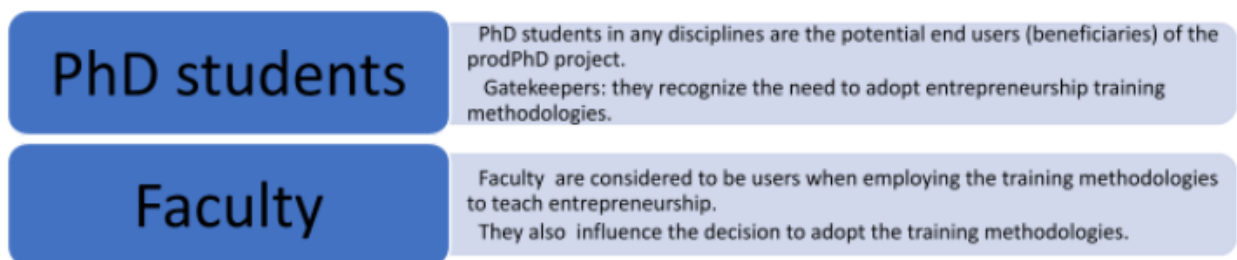 PhD students
PhD students in any disciplines are the potential end users (beneficiaries) of the
prodPhD project.
Gatekeepers: they recognize the need to adopt entrepreneurship training
methodologies.
Faculty
Faculty are considered to be users when employing the training methodologies
to teach entrepreneurship.
They also influence the decision to adopt the training methodologies.